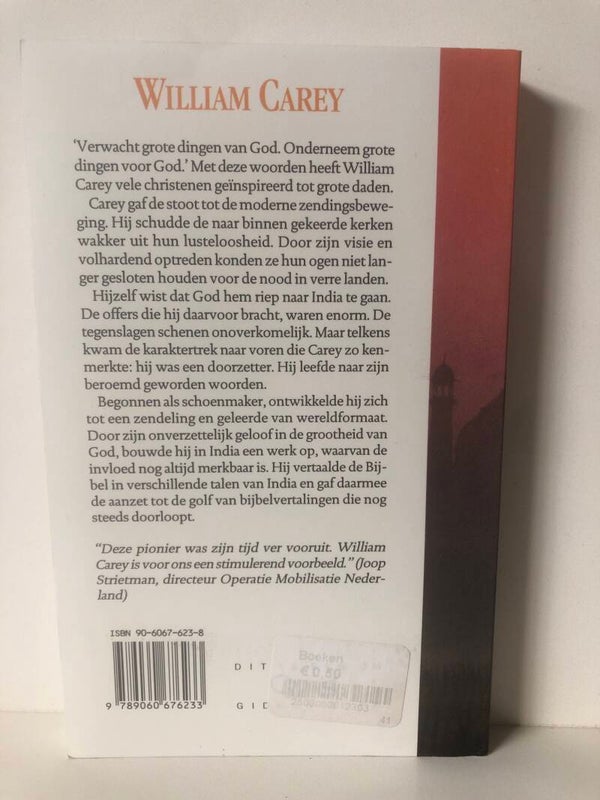 WILLIAM CAREY
‘Verwacht grote dingen van God. Onderneem grote
dingen voor God.’ Met deze woorden heeft William
Carey vele christenen geïnspireerd tot grote daden.
Carey gaf de stoot tot de moderne zendingsbewe-
ging. Hij schudde de naar binnen gekeerde kerken
wakker uit hun lusteloosheid. Door zijn visie en
volhardend optreden konden ze hun ogen niet lan-
ger gesloten houden voor de nood in verre landen.
Hijzelf wist dat God hem riep naar India te gaan.
De offers die hij daarvoor bracht, waren enorm. De
tegenslagen schenen onoverkomelijk. Maar telkens
kwam de karaktertrek naar voren die Carey zo ken-
merkte: hij was een doorzetter. Hij leefde naar zijn
beroemd geworden woorden.
Begonnen als schoenmaker, ontwikkelde hij zich
tot een zendeling en geleerde van wereldformaat.
Door zijn onverzettelijk geloof in de grootheid van
God, bouwde hij in India een werk op, waarvan de
invloed nog altijd merkbaar is. Hij vertaalde de Bij-
bel in verschillende talen van India en gaf daarmee
de aanzet tot de golf van bijbelvertalingen die nog
steeds doorloopt.
“Deze pionier was zijn tijd ver vooruit. William
Carey is voor ons een stimulerend voorbeeld.” (Joop
Strietman, directeur Operatie Mobilisatie Neder-
land)
ISBN 90-6067-623-8
9 789060 676233
DIT
GID
Boeken
€ 0.50
41